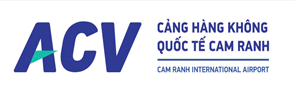 ACV
CẢNG HÀNG KHÔNG
QUỐC TẾ CAM RANH
CAM RANH INTERNATIONAL AIRPORT